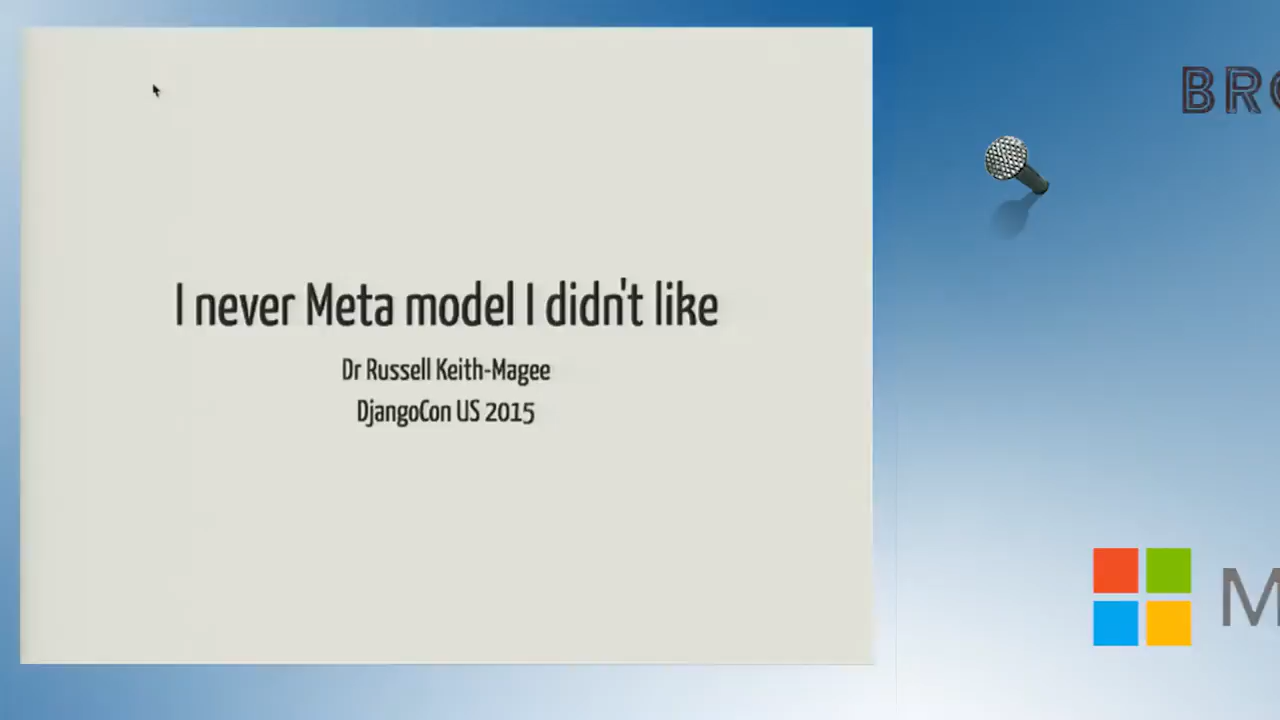 I never Meta model I didn't like
Dr Russell Keith-Magee
DjangoCon US 2015